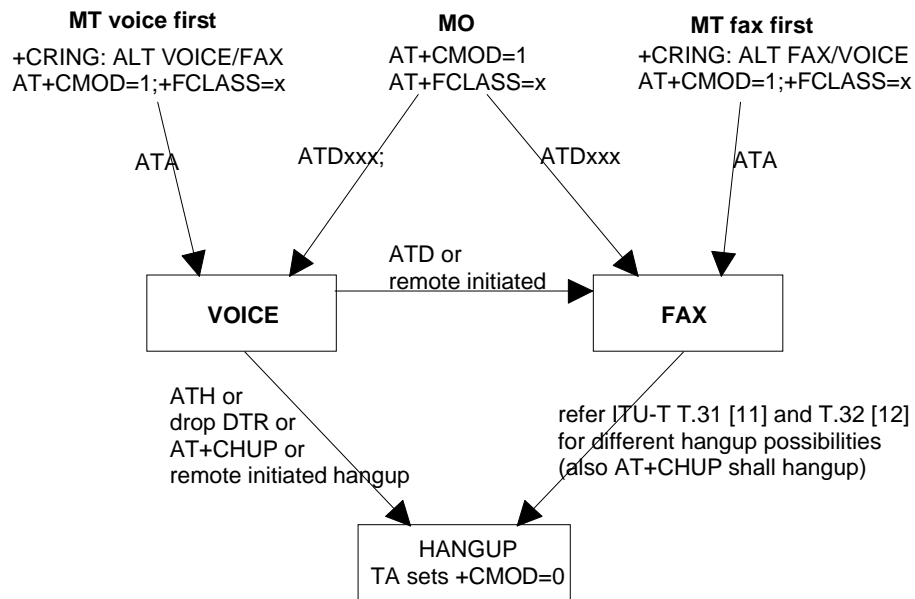 MT voice first
+CRING: ALT VOICE/FAX
AT+CMOD=1;+FCLASS=x
MO
AT+CMOD=1
AT+FCLASS=x
MT fax first
+CRING: ALT FAX/VOICE
AT+CMOD=1;+FCLASS=x
ATA
ATDxxx;
ATDxxx
ATA
ATD or
remote initiated
VOICE
FAX
ATH or
drop DTR or
AT+CHUP or
remote initiated hangup
refer ITU-T T.31 [11] and T.32 [12]
for different hangup possibilities
(also AT+CHUP shall hangup)
HANGUP
TA sets +CMOD=0